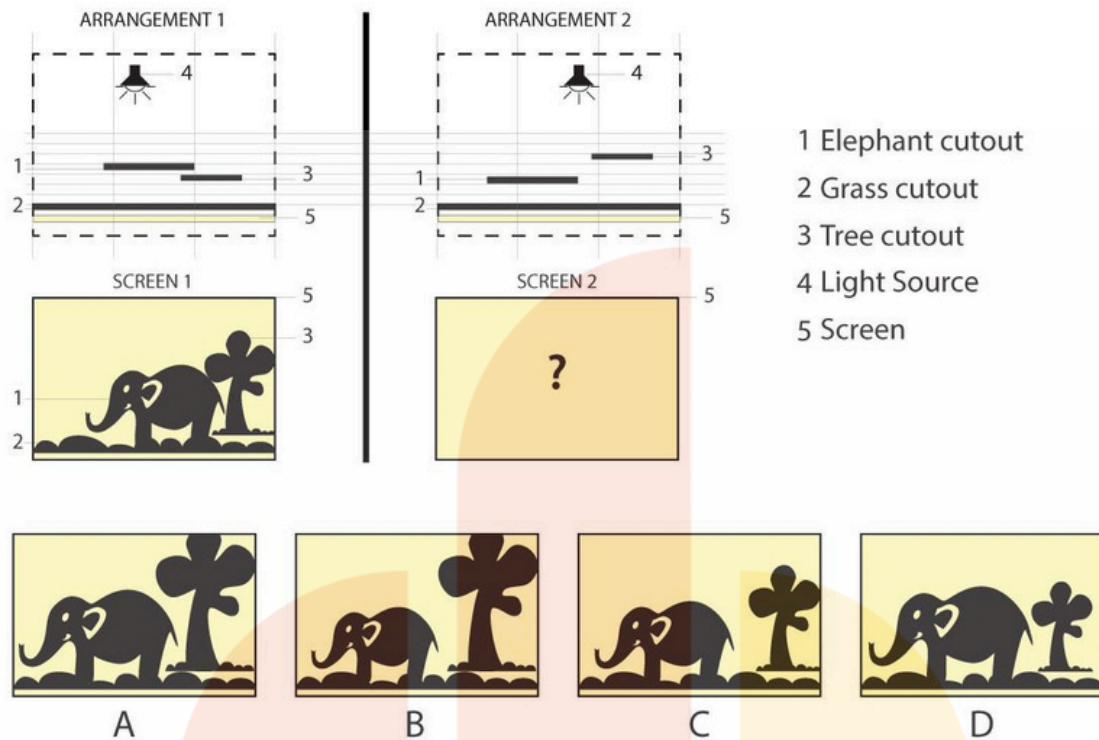 ARRANGEMENT 1
4
1
3
2
5
SCREEN 1
5
3
1
2
ARRANGEMENT 2
4
3
1
2
5
SCREEN 2
5
?
1 Elephant cutout
2 Grass cutout
3 Tree cutout
4 Light Source
5 Screen
A
B
C
D